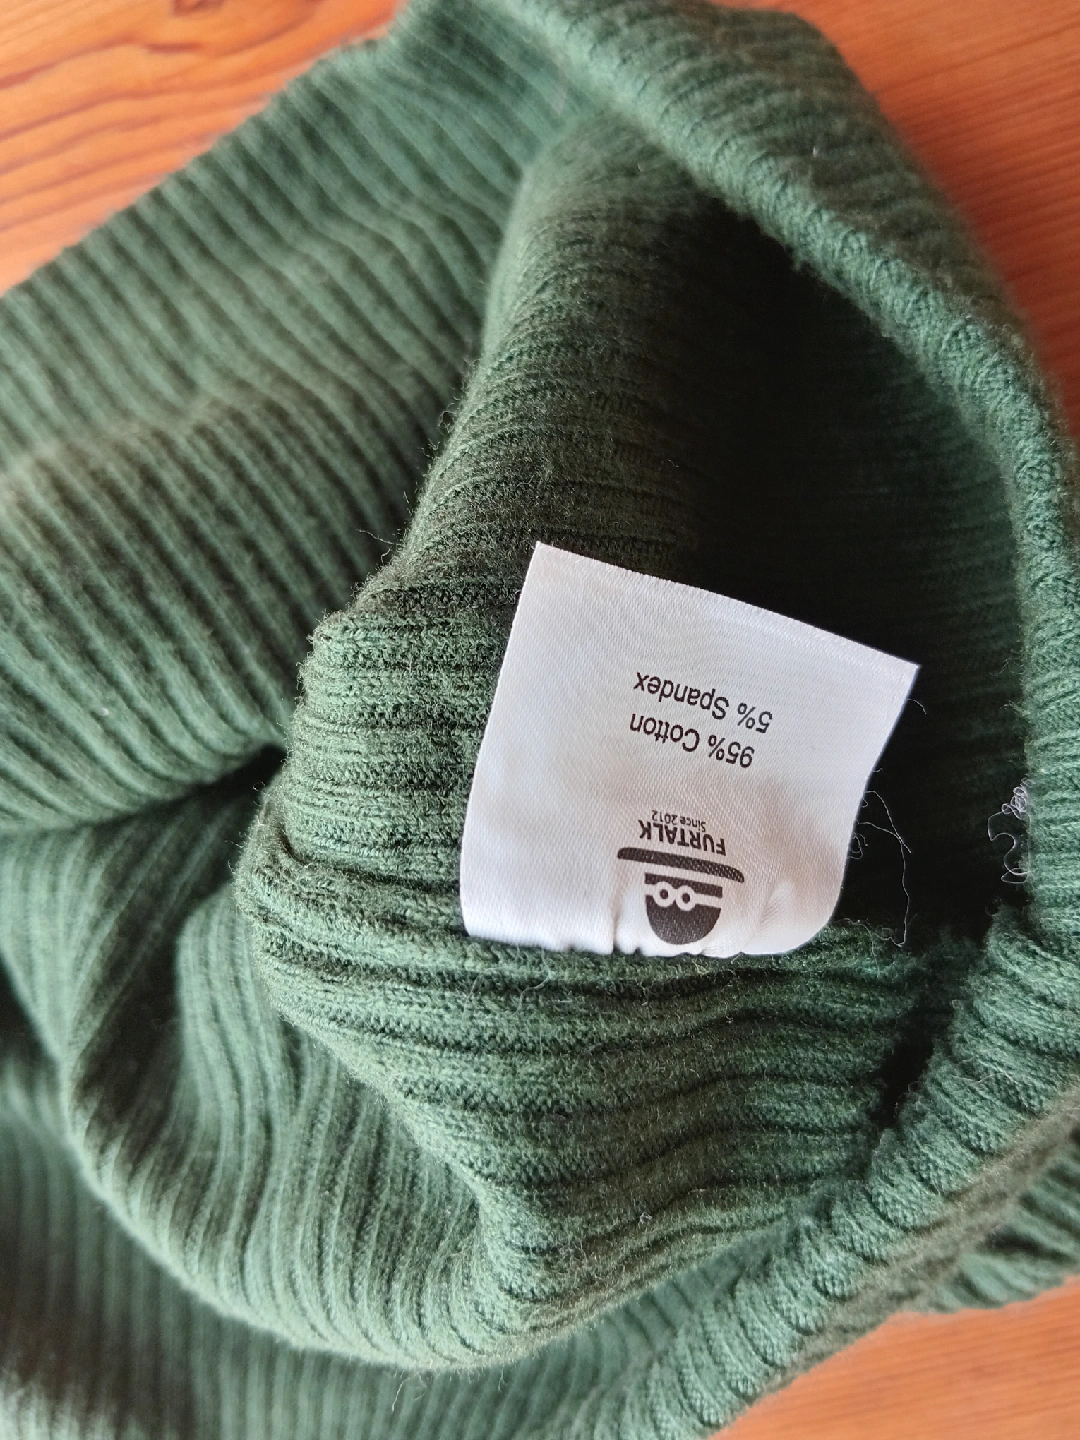 FURTALK
Since 2012
95% Cotton
5% Spandex